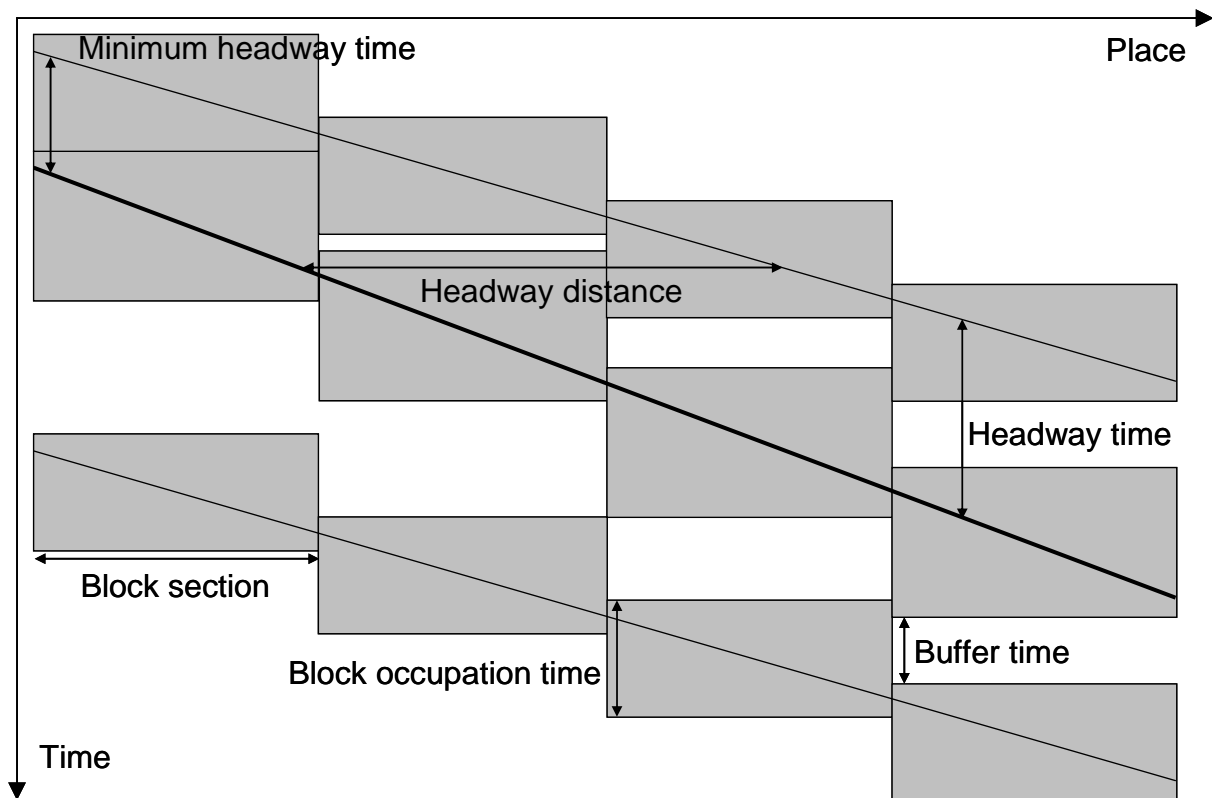 Minimum headway time
Place
Headway distance
Headway time
Block section
Block occupation time
Buffer time
Time